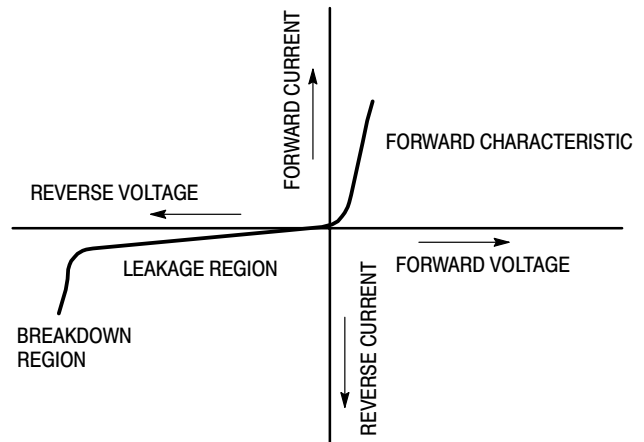 FORWARD CURRENT
FORWARD CHARACTERISTIC
REVERSE VOLTAGE
LEAKAGE REGION
FORWARD VOLTAGE
BREAKDOWN
REGION
REVERSE CURRENT